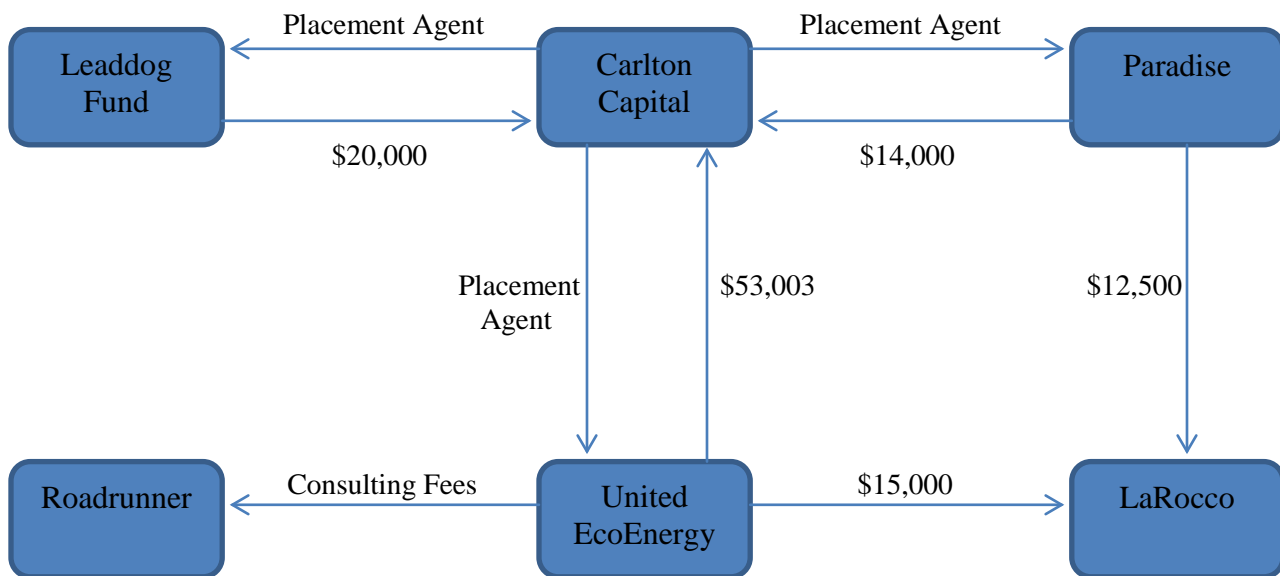 Placement Agent
Placement Agent
Leaddog
Fund
Carlton
Capital
Paradise
$20,000
$14,000
Placement
Agent
$53,003
$12,500
Roadrunner
Consulting Fees
United
EcoEnergy
$15,000
LaRocco